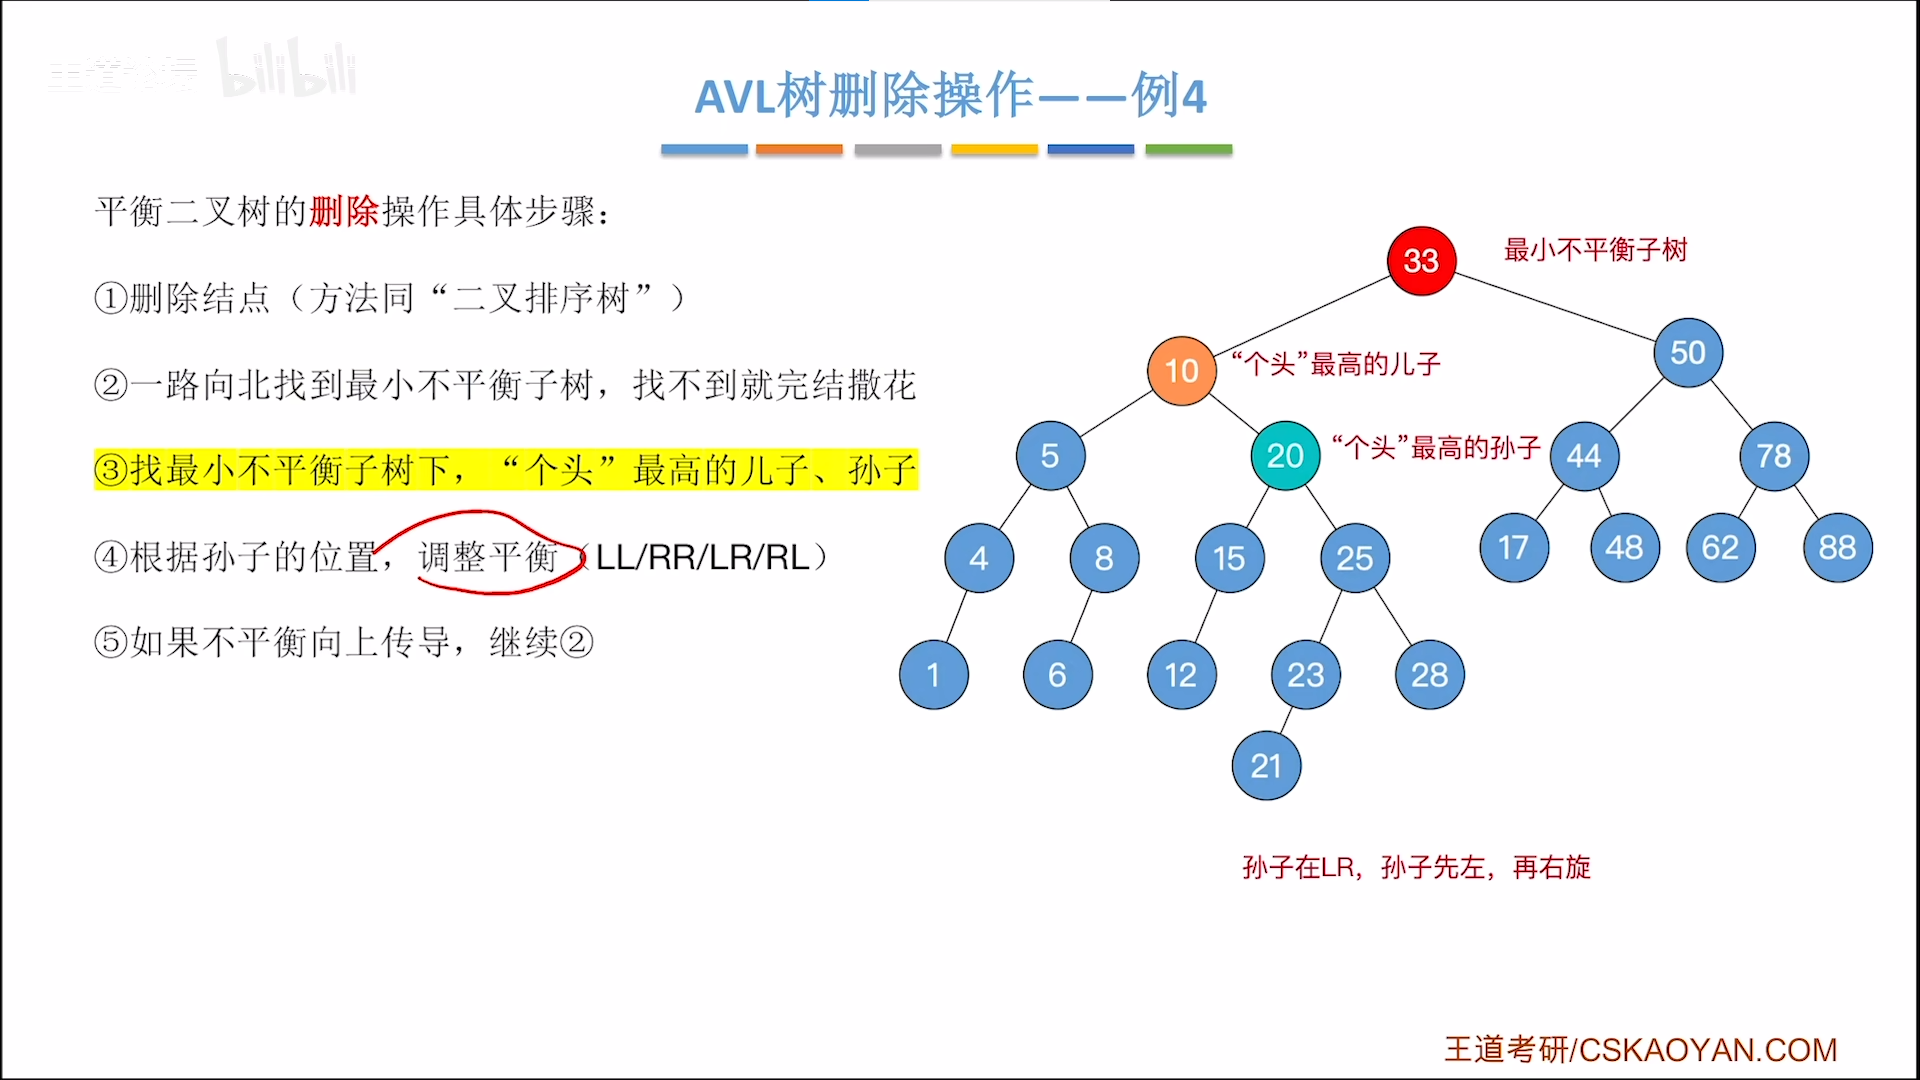 王道论坛 bilibili
AVL树删除操作——例4
平衡二叉树的删除操作具体步骤：
①删除结点（方法同“二叉排序树”）
②一路向北找到最小不平衡子树，找不到就完结撒花
③找最小不平衡子树下，“个头”最高的儿子、孙子
④根据孙子的位置，调整平衡（LL/RR/LR/RL）
⑤如果不平衡向上传导，继续②
33 最小不平衡子树
10 “个头”最高的儿子 50
5 20 “个头”最高的孙子 44 78
4 8 15 25 17 48 62 88
1 6 12 23 28
21
孙子在LR，孙子先左，再右旋
王道考研/CSKAOYAN.COM